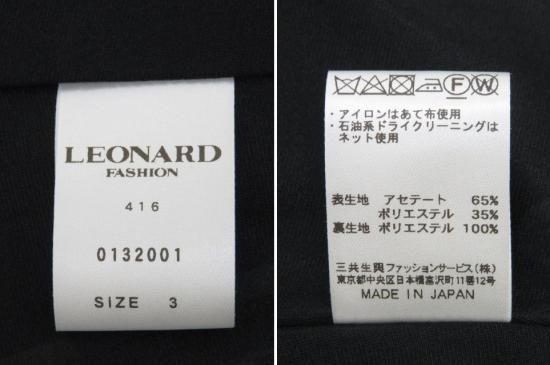 LEONARD
FASHION
416
0132001
SIZE 3
F W
・アイロンはあて布使用
・石油系ドライクリーニングは
ネット使用
表生地 アセテート 65%
ポリエステル 35%
裏生地 ポリエステル 100%
三共生興ファッションサービス(株)
東京都中央区日本橋富沢町11番12号
MADE IN JAPAN